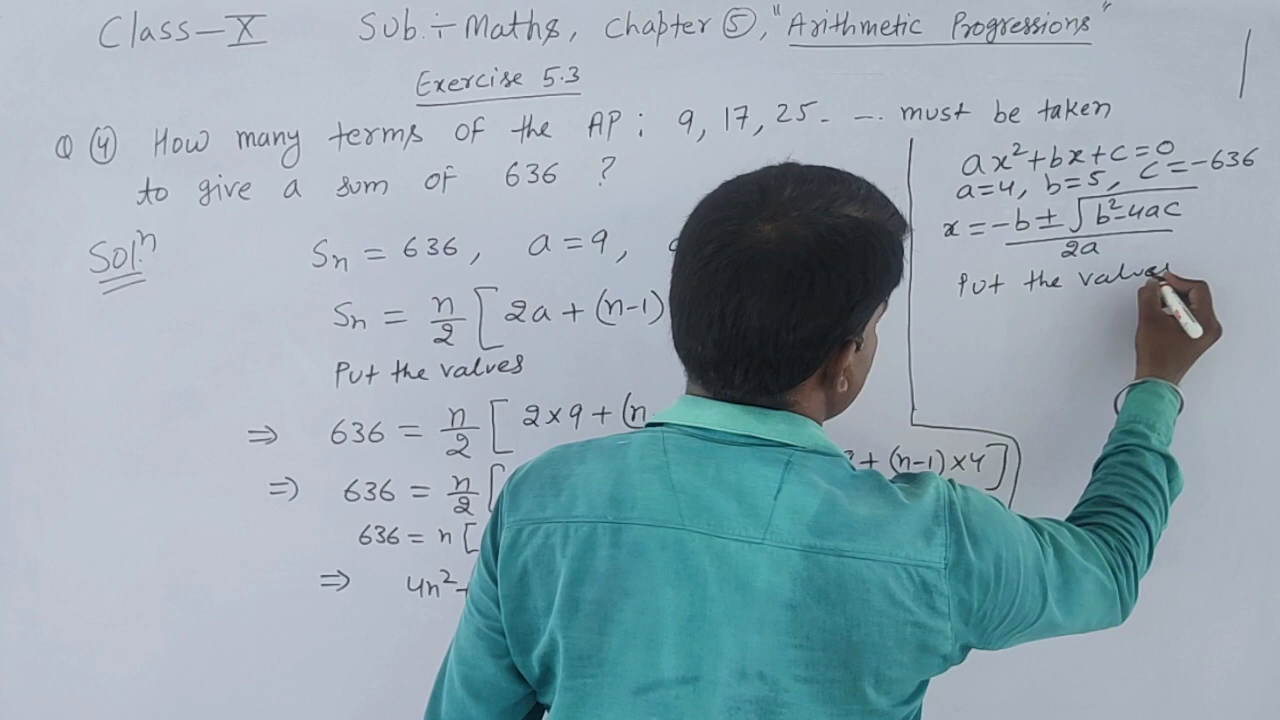 Class-X Sub.:- Maths, Chapter ⑤, "Arithmetic Progressions"
Exercise 5.3
Q ④ How many terms of the AP : 9, 17, 25- -.. must be taken
to give a sum of 636 ?
Solⁿ
Sn = 636, a = 9,
Sn = n/2 [2a + (n-1)
Put the values
⇒ 636 = n/2 [2×9 + (n
⇒ 636 = n/2 [
636 = n [
⇒ 4n²
+ (n-1)×4]
ax²+bx+c=0
a=4, b=5, c=-636
x = -b ± √b²-4ac / 2a
Put the values